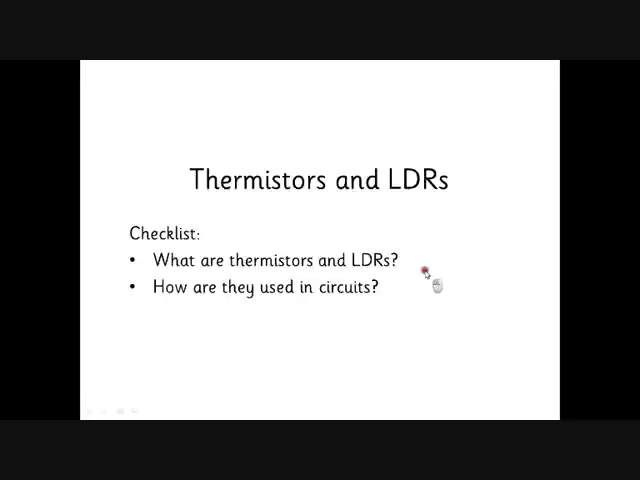 Thermistors and LDRs
Checklist:
• What are thermistors and LDRs?
• How are they used in circuits?